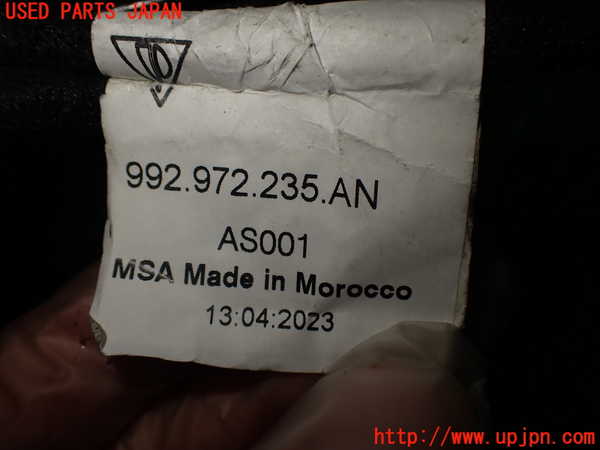 USED PARTS JAPAN
992.972.235.AN
AS001
MSA Made in Morocco
13:04:2023
http://www.upjpn.com